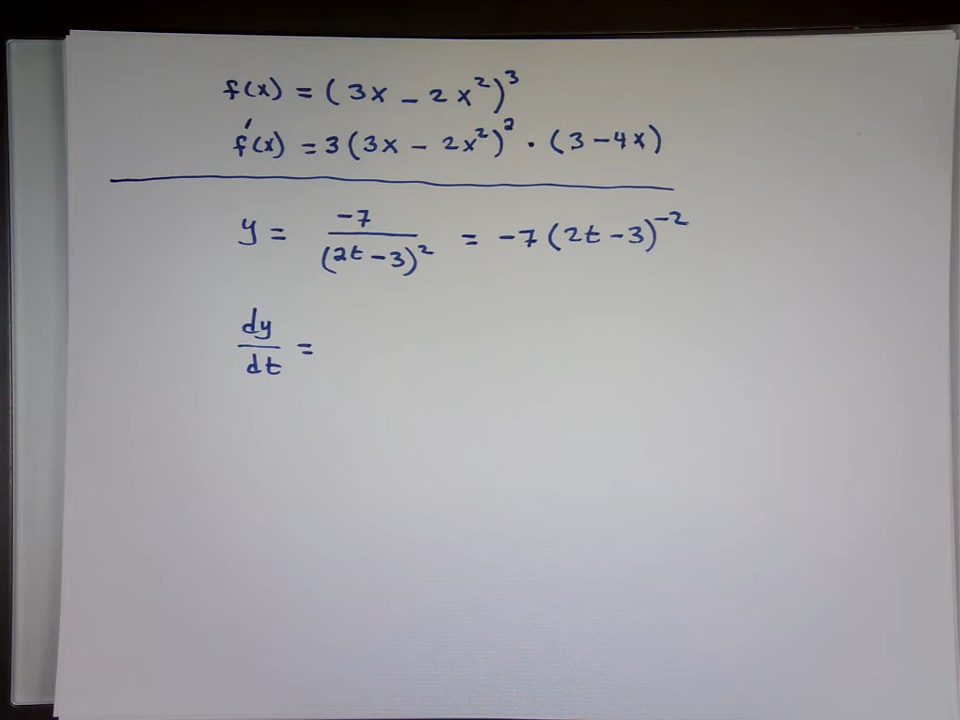 f(x) = (3x - 2x²)³
f'(x) = 3(3x - 2x²)² · (3 - 4x)
y = -7/(2t - 3)² = -7(2t - 3)⁻²
dy/dt =